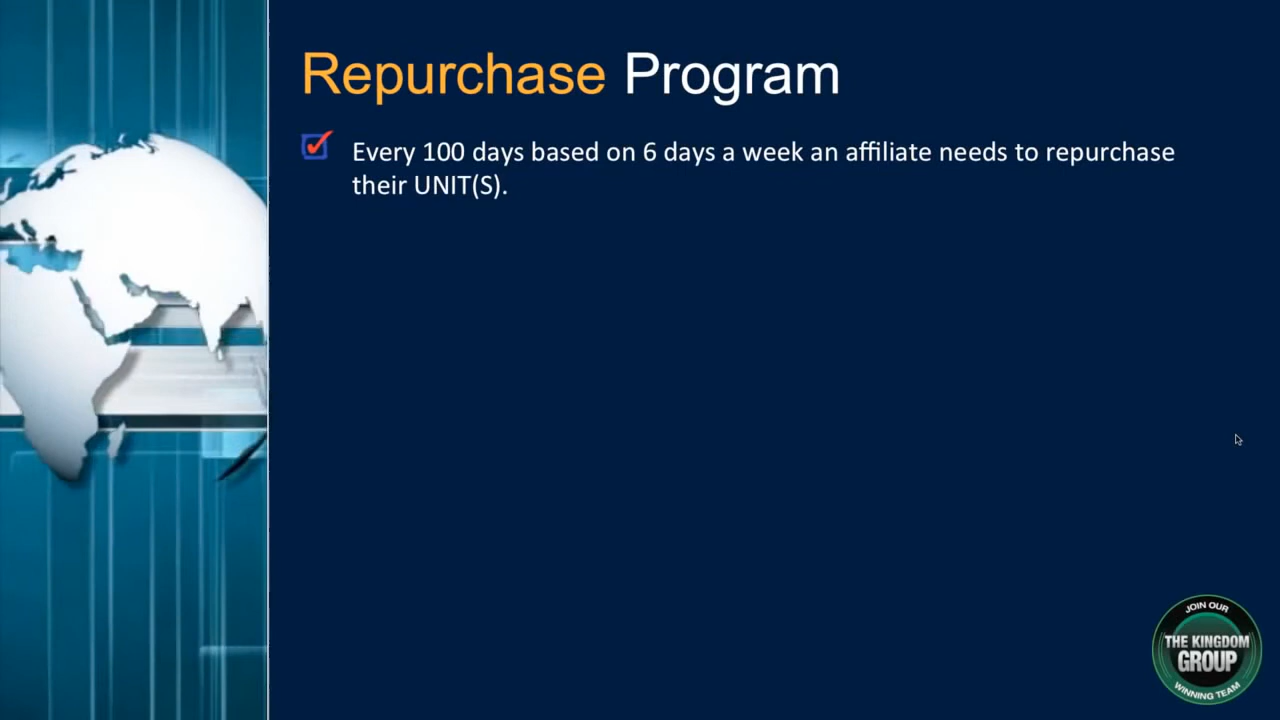 Repurchase Program
Every 100 days based on 6 days a week an affiliate needs to repurchase
their UNIT(S).
JOIN OUR
THE KINGDOM
GROUP
WINNING TEAM